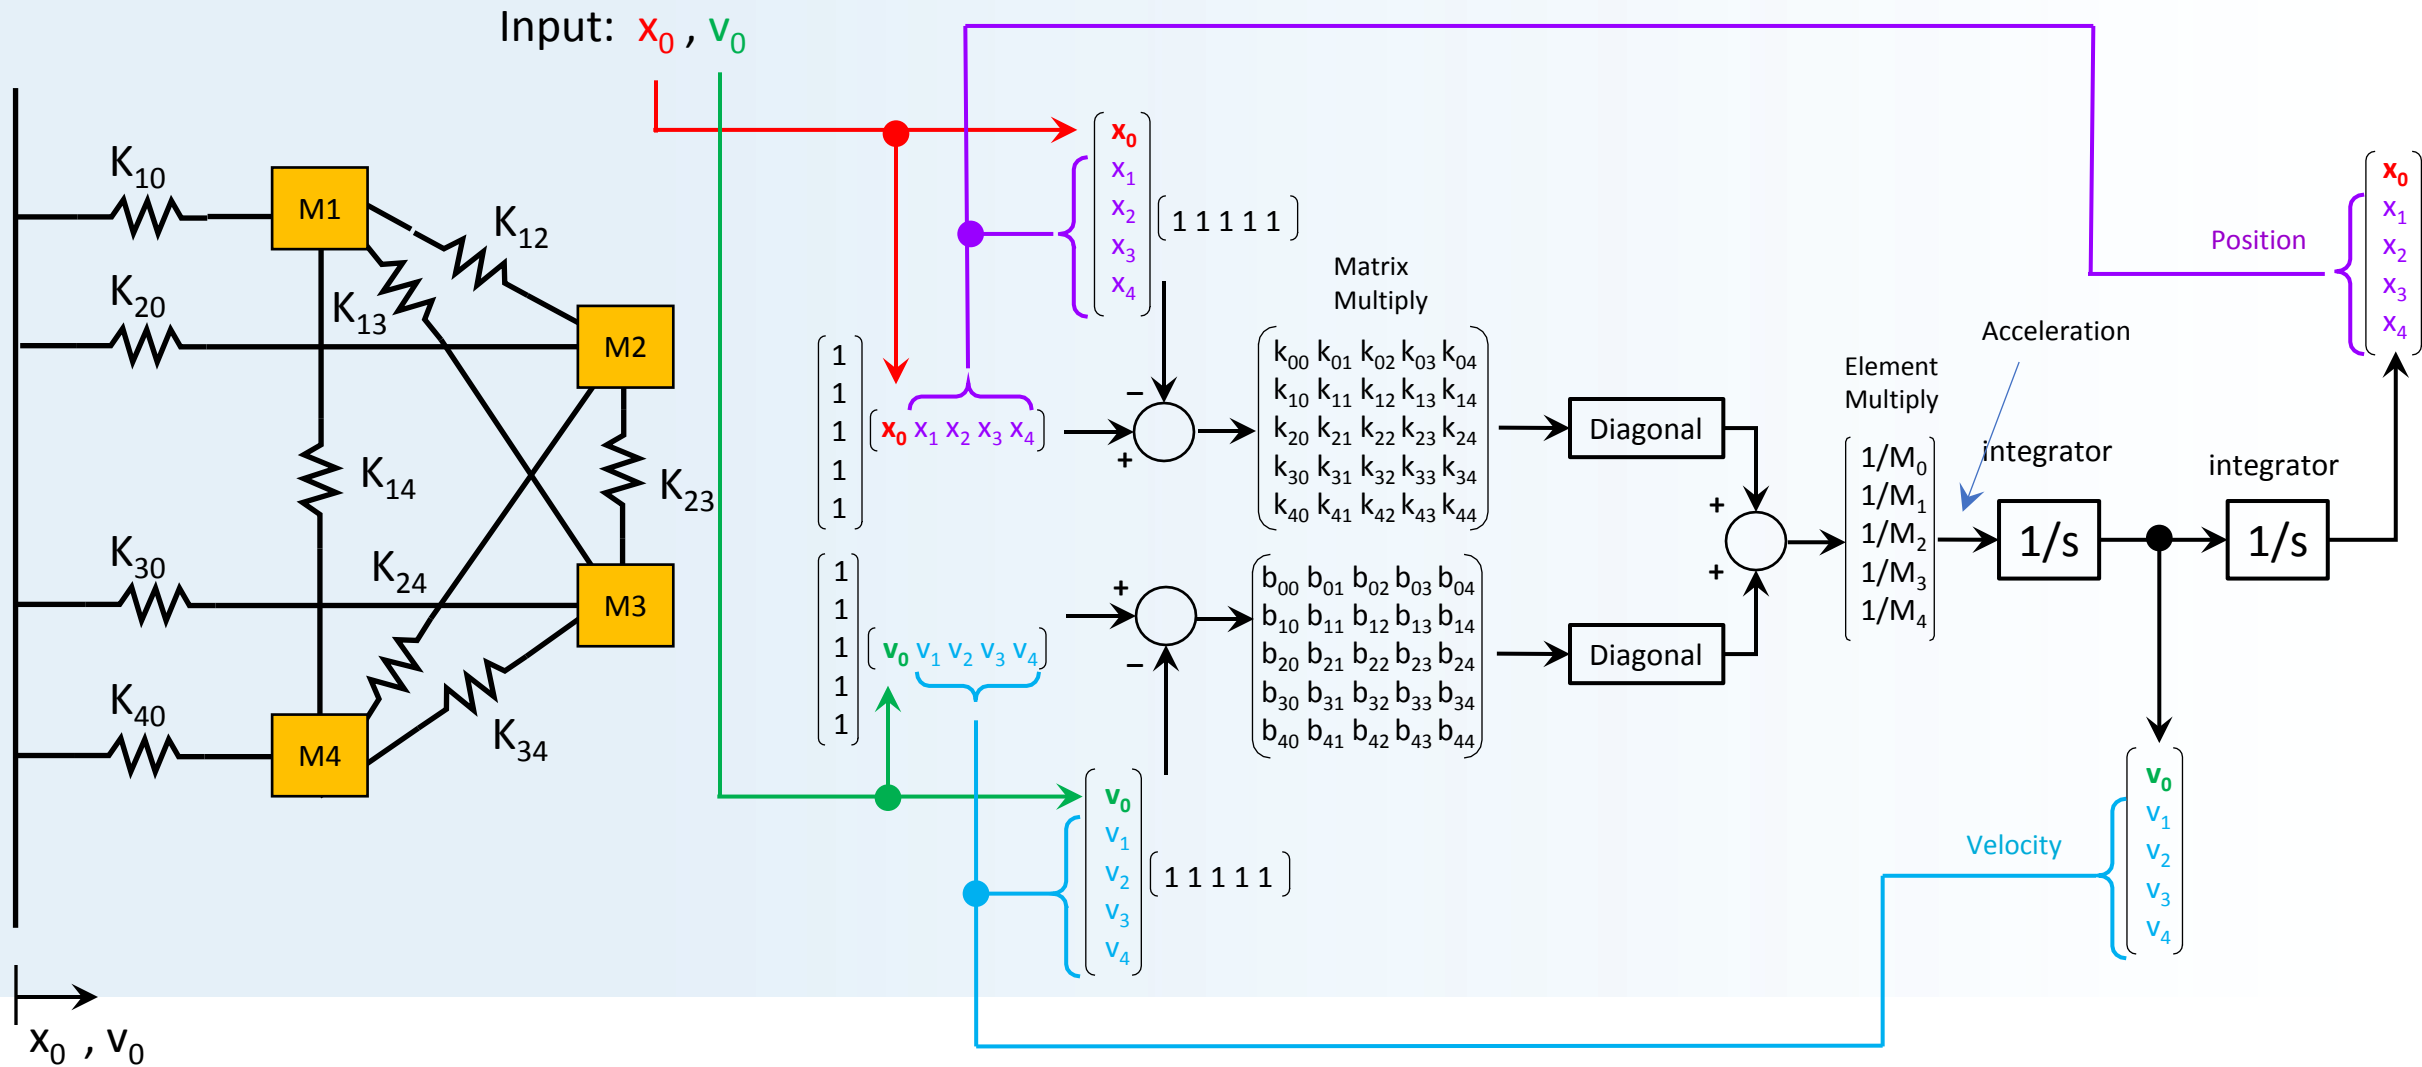 Input: x0 , v0
K10
M1
K12
K20
K13
M2
K14
K23
K30
K24
M3
K40
M4
K34
x0 , v0
x0
x1
x2
x3
x4
1 1 1 1 1
1
1
1
1
1
x0 x1 x2 x3 x4
−
+
Matrix
Multiply
k00 k01 k02 k03 k04
k10 k11 k12 k13 k14
k20 k21 k22 k23 k24
k30 k31 k32 k33 k34
k40 k41 k42 k43 k44
Diagonal
1
1
1
1
1
v0 v1 v2 v3 v4
+
−
b00 b01 b02 b03 b04
b10 b11 b12 b13 b14
b20 b21 b22 b23 b24
b30 b31 b32 b33 b34
b40 b41 b42 b43 b44
Diagonal
v0
v1
v2
v3
v4
1 1 1 1 1
+
+
Element
Multiply
1/M0
1/M1
1/M2
1/M3
1/M4
Acceleration
integrator
1/s
integrator
1/s
Position
x0
x1
x2
x3
x4
Velocity
v0
v1
v2
v3
v4